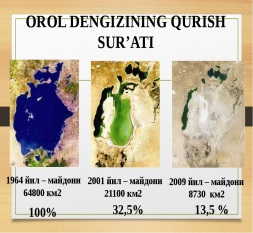 OROL DENGIZINING QURISH
SUR’ATI
1964 йил – майдони
64800 км2
100%
2001 йил – майдони
21100 км2
32,5%
2009 йил – майдони
8730 км2
13,5 %